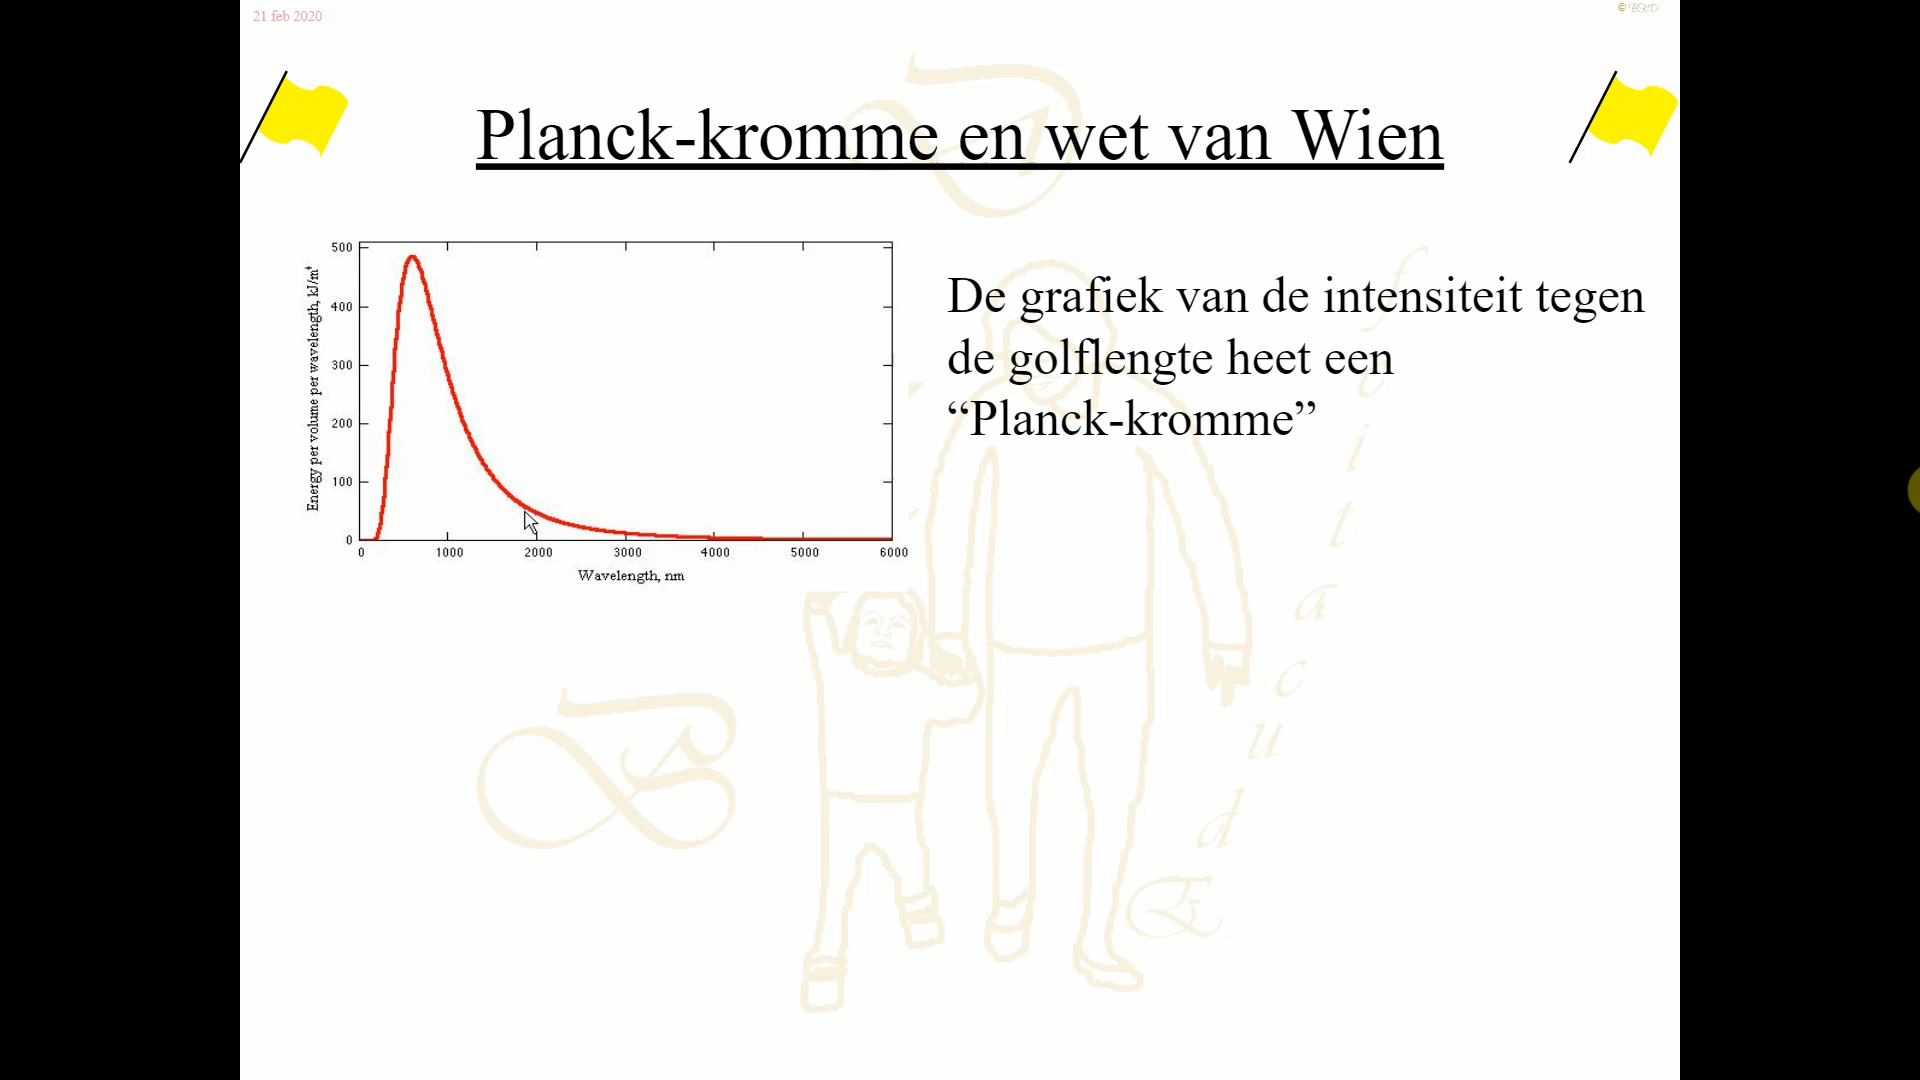 21 feb 2020
© BKD
Planck-kromme en wet van Wien
De grafiek van de intensiteit tegen
de golflengte heet een
“Planck-kromme”
Energy per volume per wavelength, kJ/m⁴
500
400
300
200
100
0
0 1000 2000 3000 4000 5000 6000
Wavelength, nm
f
o
i
t
a
c
u
d
E